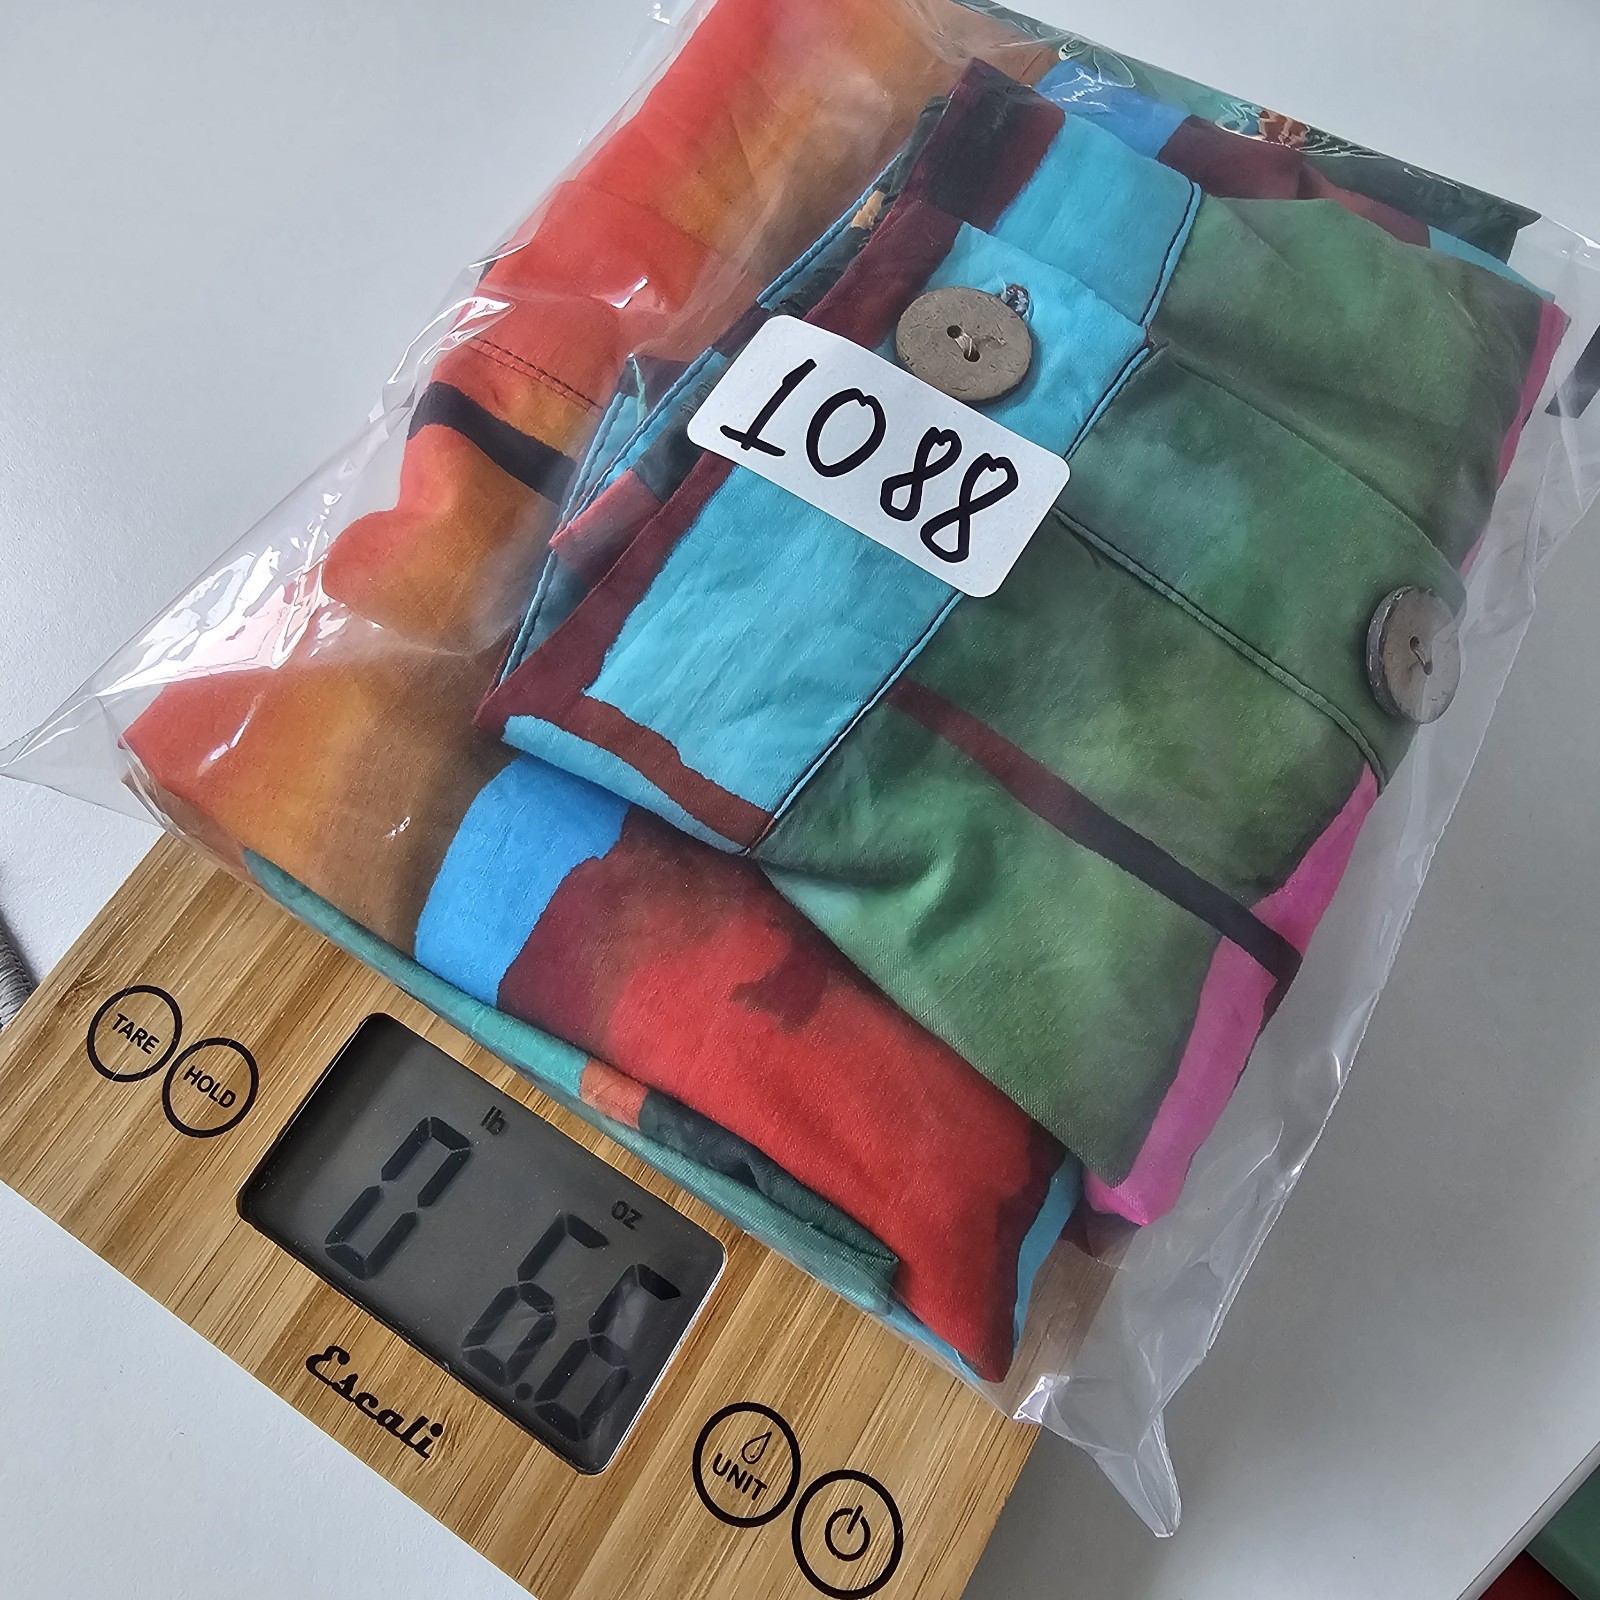 1088
TARE
HOLD
lb
oz
0 6.6
Escali
UNIT